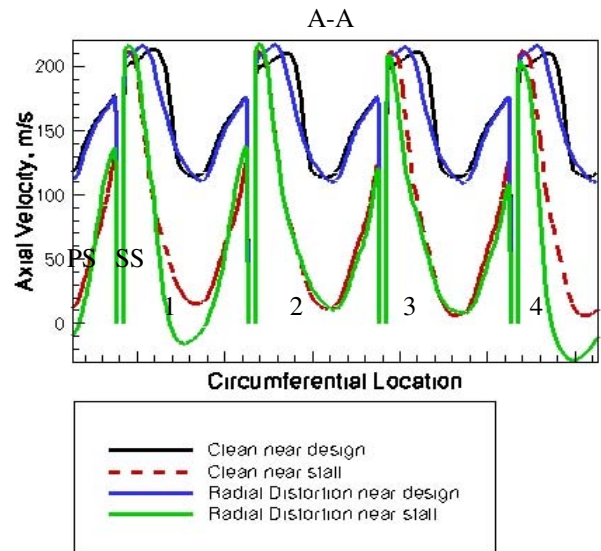 A-A
Axial Velocity, m/s
200
150
100
50
0
PS SS
1 2 3 4
Circumferential Location
Clean near design
Clean near stall
Radial Distortion near design
Radial Distortion near stall